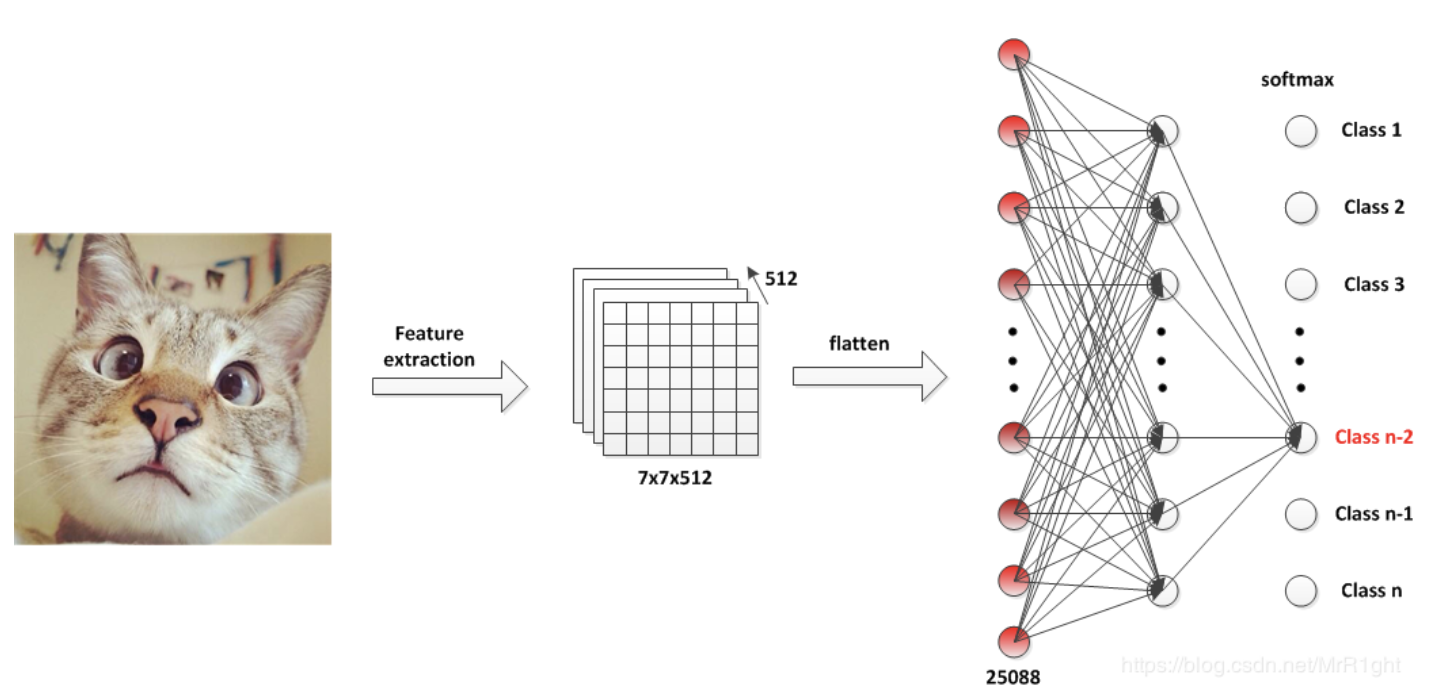 Feature
extraction
512
7x7x512
flatten
25088
softmax
Class 1
Class 2
Class 3
Class n-2
Class n-1
Class n
https://blog.csdn.net/MrR1ght